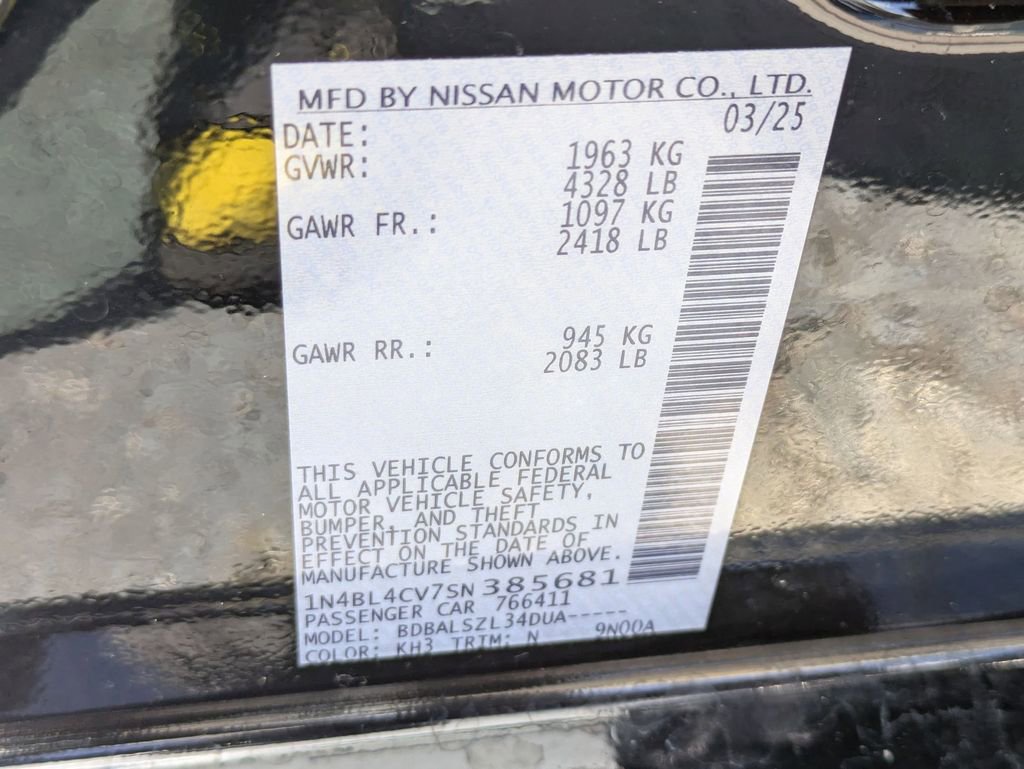 MFD BY NISSAN MOTOR CO., LTD.
DATE: 03/25
GVWR: 1963 KG
4328 LB
GAWR FR.: 1097 KG
2418 LB
GAWR RR.: 945 KG
2083 LB
THIS VEHICLE CONFORMS TO
ALL APPLICABLE FEDERAL
MOTOR VEHICLE SAFETY,
BUMPER, AND THEFT
PREVENTION STANDARDS IN
EFFECT ON THE DATE OF
MANUFACTURE SHOWN ABOVE.
1N4BL4CV7SN385681
PASSENGER CAR 766411
MODEL: BDBALSZL34DUA-----
COLOR: KH3 TRIM: N 9N00A